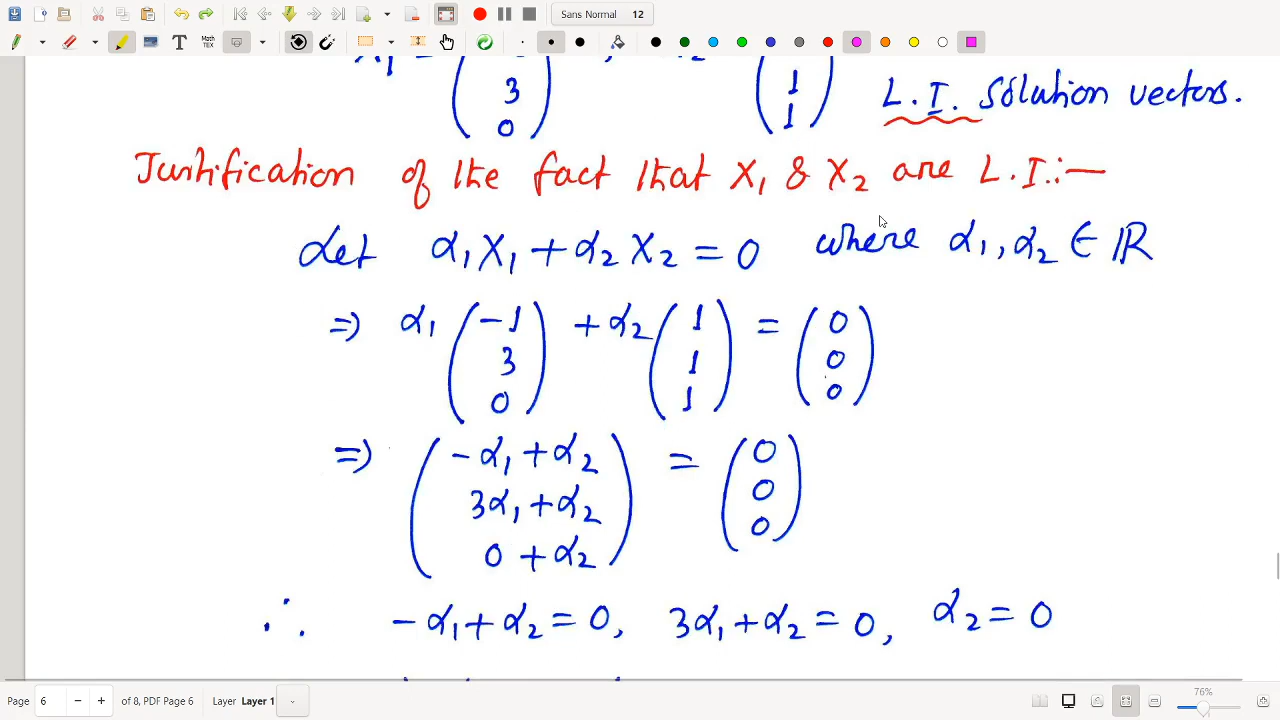 Sans Normal 12
Math TEX
X1 = ( 3 0 ) , ( 1 1 ) L.I. Solution vectors.
Justification of the fact that X1 & X2 are L.I.:—
Let α1X1 + α2X2 = 0 where α1, α2 ∈ ℝ
⇒ α1 ( -1 3 0 ) + α2 ( 1 1 1 ) = ( 0 0 0 )
⇒ ( -α1 + α2
3α1 + α2
0 + α2 ) = ( 0 0 0 )
∴ -α1 + α2 = 0, 3α1 + α2 = 0, α2 = 0
Page 6 of 8, PDF Page 6 Layer Layer 1 76%